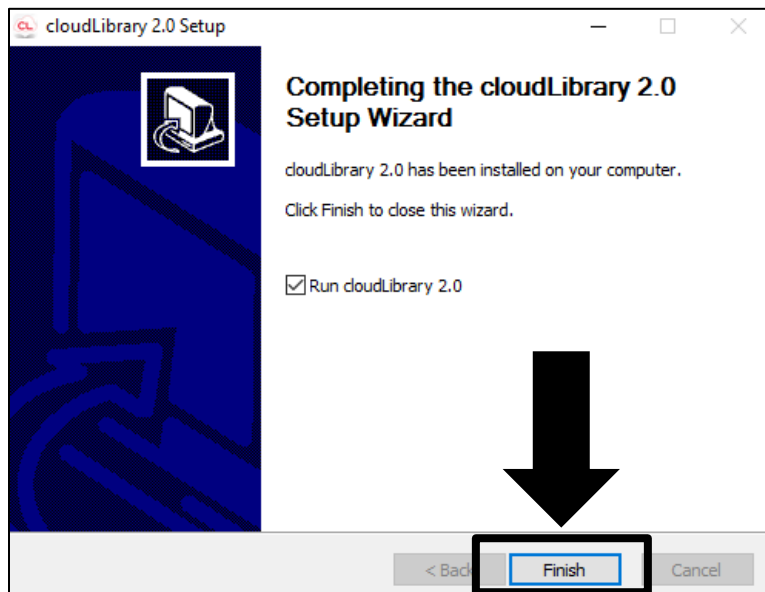 CL cloudLibrary 2.0 Setup
Completing the cloudLibrary 2.0
Setup Wizard
cloudLibrary 2.0 has been installed on your computer.
Click Finish to close this wizard.
Run cloudLibrary 2.0
< Back Finish Cancel